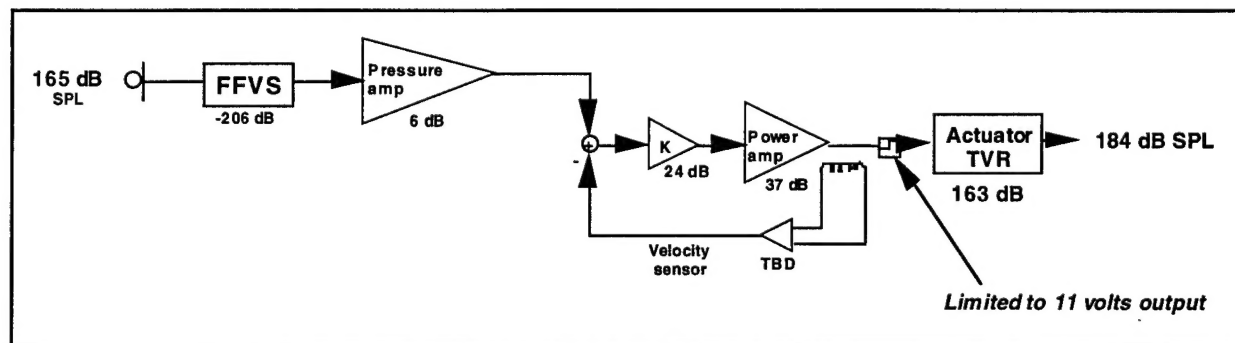 165 dB
SPL
FFVS
-206 dB
Pressure
amp
6 dB
+
-
K
24 dB
Power
amp
37 dB
Actuator
TVR
163 dB
184 dB SPL
Velocity
sensor
TBD
Limited to 11 volts output